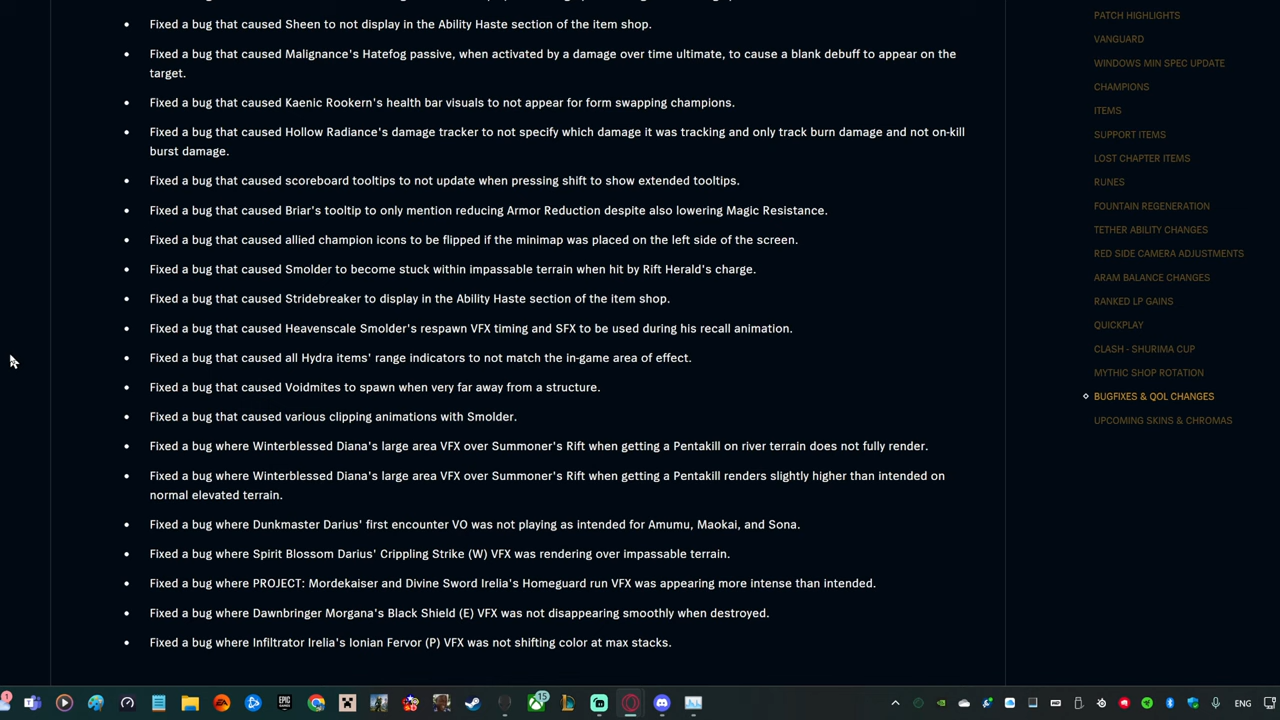 Fixed a bug that caused Sheen to not display in the Ability Haste section of the item shop.
Fixed a bug that caused Malignance's Hatefog passive, when activated by a damage over time ultimate, to cause a blank debuff to appear on the
target.
Fixed a bug that caused Kaenic Rookern's health bar visuals to not appear for form swapping champions.
Fixed a bug that caused Hollow Radiance's damage tracker to not specify which damage it was tracking and only track burn damage and not on-kill
burst damage.
Fixed a bug that caused scoreboard tooltips to not update when pressing shift to show extended tooltips.
Fixed a bug that caused Briar's tooltip to only mention reducing Armor Reduction despite also lowering Magic Resistance.
Fixed a bug that caused allied champion icons to be flipped if the minimap was placed on the left side of the screen.
Fixed a bug that caused Smolder to become stuck within impassable terrain when hit by Rift Herald's charge.
Fixed a bug that caused Stridebreaker to display in the Ability Haste section of the item shop.
Fixed a bug that caused Heavenscale Smolder's respawn VFX timing and SFX to be used during his recall animation.
Fixed a bug that caused all Hydra items' range indicators to not match the in-game area of effect.
Fixed a bug that caused Voidmites to spawn when very far away from a structure.
Fixed a bug that caused various clipping animations with Smolder.
Fixed a bug where Winterblessed Diana's large area VFX over Summoner's Rift when getting a Pentakill on river terrain does not fully render.
Fixed a bug where Winterblessed Diana's large area VFX over Summoner's Rift when getting a Pentakill renders slightly higher than intended on
normal elevated terrain.
Fixed a bug where Dunkmaster Darius' first encounter VO was not playing as intended for Amumu, Maokai, and Sona.
Fixed a bug where Spirit Blossom Darius' Crippling Strike (W) VFX was rendering over impassable terrain.
Fixed a bug where PROJECT: Mordekaiser and Divine Sword Irelia's Homeguard run VFX was appearing more intense than intended.
Fixed a bug where Dawnbringer Morgana's Black Shield (E) VFX was not disappearing smoothly when destroyed.
Fixed a bug where Infiltrator Irelia's Ionian Fervor (P) VFX was not shifting color at max stacks.
PATCH HIGHLIGHTS
VANGUARD
WINDOWS MIN SPEC UPDATE
CHAMPIONS
ITEMS
SUPPORT ITEMS
LOST CHAPTER ITEMS
RUNES
FOUNTAIN REGENERATION
TETHER ABILITY CHANGES
RED SIDE CAMERA ADJUSTMENTS
ARAM BALANCE CHANGES
RANKED LP GAINS
QUICKPLAY
CLASH - SHURIMA CUP
MYTHIC SHOP ROTATION
BUGFIXES & QOL CHANGES
UPCOMING SKINS & CHROMAS
1
EA
EPIC
GAMES
15
ENG